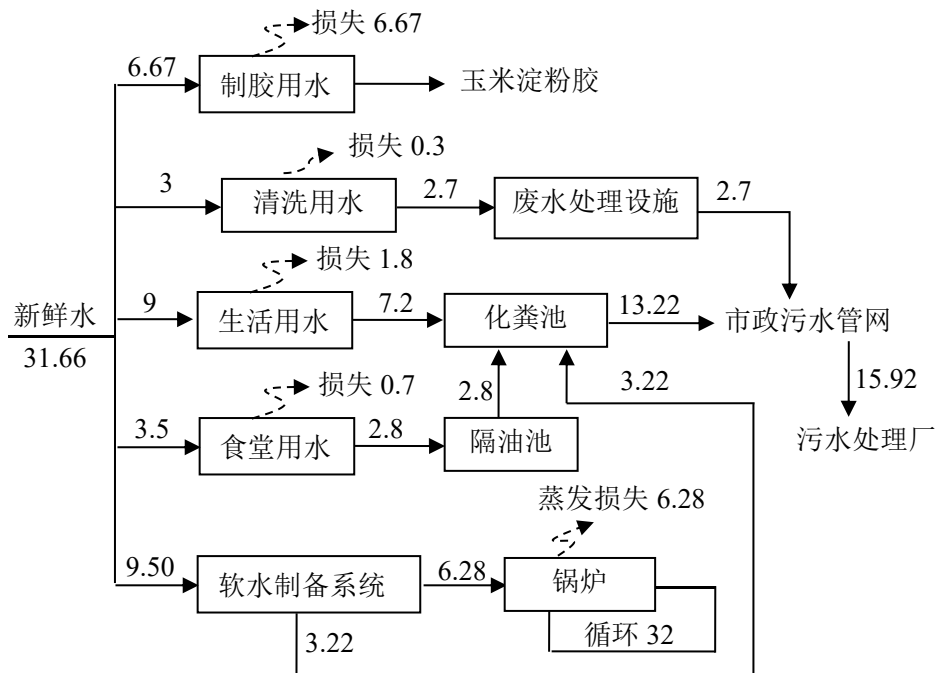 损失 6.67
6.67
制胶用水
玉米淀粉胶
损失 0.3
3
清洗用水
2.7
废水处理设施
2.7
损失 1.8
新鲜水
31.66
9
生活用水
7.2
化粪池
13.22
市政污水管网
损失 0.7
2.8
3.22
15.92
3.5
食堂用水
2.8
隔油池
污水处理厂
蒸发损失 6.28
9.50
软水制备系统
6.28
锅炉
3.22
循环 32